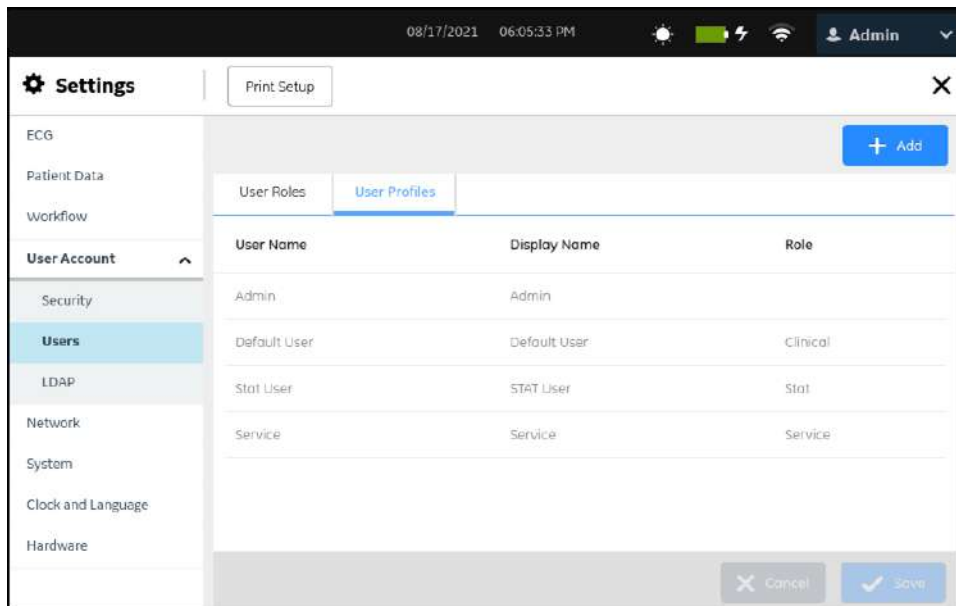 08/17/2021 06:05:33 PM Admin
Settings Print Setup
ECG
Add
Patient Data
User Roles User Profiles
Workflow
User Name Display Name Role
User Account
Admin Admin
Security
Users
Default User Default User Clinical
LDAP
Stat User STAT User Stat
Network
Service Service Service
System
Clock and Language
Hardware
Cancel Save